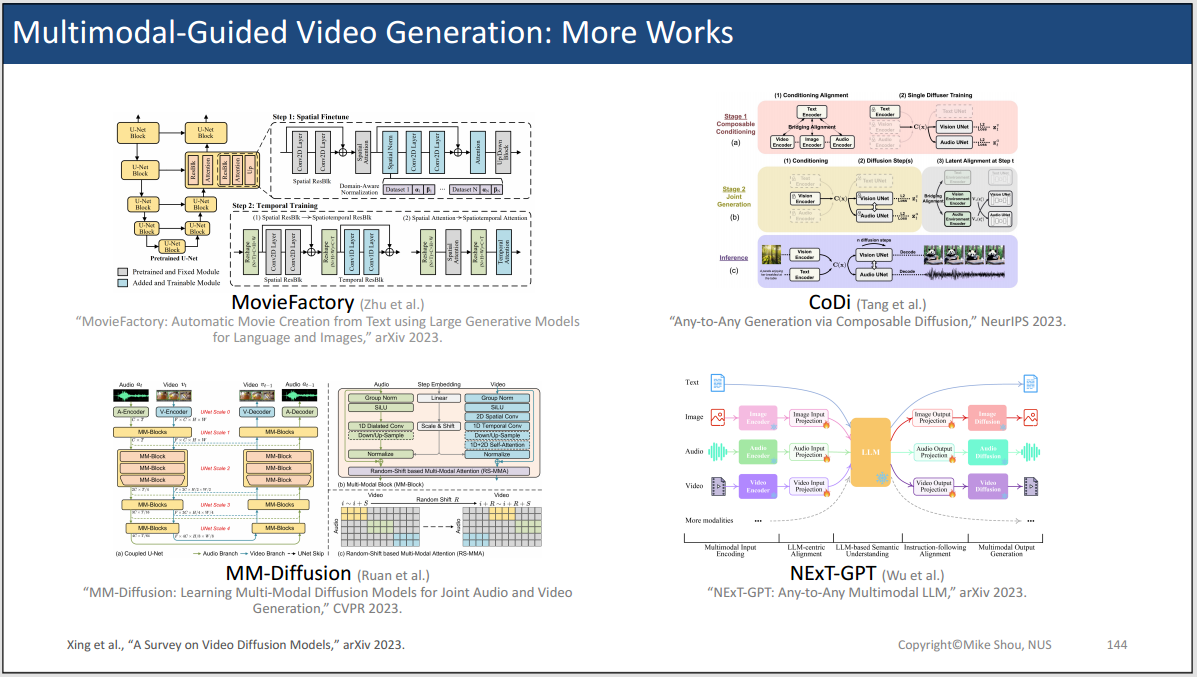 Multimodal-Guided Video Generation: More Works
Step 1: Spatial Finetune
U-Net Block
U-Net Block
U-Net Block
U-Net Block
U-Net Block
U-Net Block
U-Net Block
U-Net Block
ResBlk
Attention
ResBlk
Attention
Up
Conv2D Layer
Conv2D Layer
Spatial Attention
Spatial Norm
Conv2D Layer
Conv2D Layer
Attention
Up/Down Block
Spatial ResBlk
Domain-Aware Normalization
Dataset 1
Dataset N
Step 2: Temporal Training
(1) Spatial ResBlk → Spatiotemporal ResBlk
(2) Spatial Attention→Spatiotemporal Attention
Reshape
Conv2D Layer
Conv2D Layer
Reshape
Conv1D Layer
Conv1D Layer
Reshape
Spatial Attention
Reshape
Temporal Attention
Spatial ResBlk
Temporal ResBlk
Pretrained U-Net
Pretrained and Fixed Module
Added and Trainable Module
MovieFactory (Zhu et al.)
“MovieFactory: Automatic Movie Creation from Text using Large Generative Models
for Language and Images,” arXiv 2023.
(1) Conditioning Alignment
(2) Single Diffuser Training
Stage 1
Composable
Conditioning
(a)
Text Encoder
Bridging Alignment
Video Encoder
Image Encoder
Audio Encoder
Text Encoder
C(x)
Vision UNet
Audio UNet
(1) Conditioning
(2) Diffusion Step(s)
(3) Latent Alignment at Step t
Stage 2
Joint
Generation
(b)
Vision Encoder
C(x)
Vision UNet
Audio UNet
Bridging Alignment
Vision Environment Encoder
Audio Environment Encoder
Inference
(c)
Vision Encoder
Text Encoder
C(x)
n diffusion steps
Vision UNet
Audio UNet
Decode
Decode
CoDi (Tang et al.)
“Any-to-Any Generation via Composable Diffusion,” NeurIPS 2023.
Audio
Video
Video
Audio
A-Encoder
V-Encoder
V-Decoder
A-Decoder
UNet Scale 0
MM-Blocks
UNet Scale 1
MM-Blocks
MM-Block
MM-Block
MM-Block
UNet Scale 2
MM-Block
MM-Block
MM-Block
MM-Blocks
UNet Scale 3
MM-Blocks
MM-Blocks
UNet Scale 4
MM-Blocks
(a) Coupled U-Net
Audio Branch
Video Branch
UNet Skip
Audio
Step Embedding
Video
Group Norm
Linear
Group Norm
SiLU
SiLU
2D Spatial Conv
1D Dialated Conv
Scale & Shift
1D Temporal Conv
Down/Up-Sample
Down/Up-Sample
1D+2D Self-Attention
Normalize
Normalize
Random-Shift based Multi-Modal Attention (RS-MMA)
(b) Multi-Modal Block (MM-Block)
Video
Random Shift R
Video
i ~ i + S
i + R ~ i + R + S
Audio
Audio
(c) Random-Shift based Multi-Modal Attention (RS-MMA)
MM-Diffusion (Ruan et al.)
“MM-Diffusion: Learning Multi-Modal Diffusion Models for Joint Audio and Video
Generation,” CVPR 2023.
Text
Image
Image Encoder
Image Input Projection
Image Output Projection
Image Diffusion
Audio
Audio Encoder
Audio Input Projection
LLM
Audio Output Projection
Audio Diffusion
Video
Video Encoder
Video Input Projection
Video Output Projection
Video Diffusion
More modalities ...
...
Multimodal Input Encoding
LLM-centric Alignment
LLM-based Semantic Understanding
Instruction-following Alignment
Multimodal Output Generation
NExT-GPT (Wu et al.)
“NExT-GPT: Any-to-Any Multimodal LLM,” arXiv 2023.
Xing et al., “A Survey on Video Diffusion Models,” arXiv 2023.
Copyright©Mike Shou, NUS
144